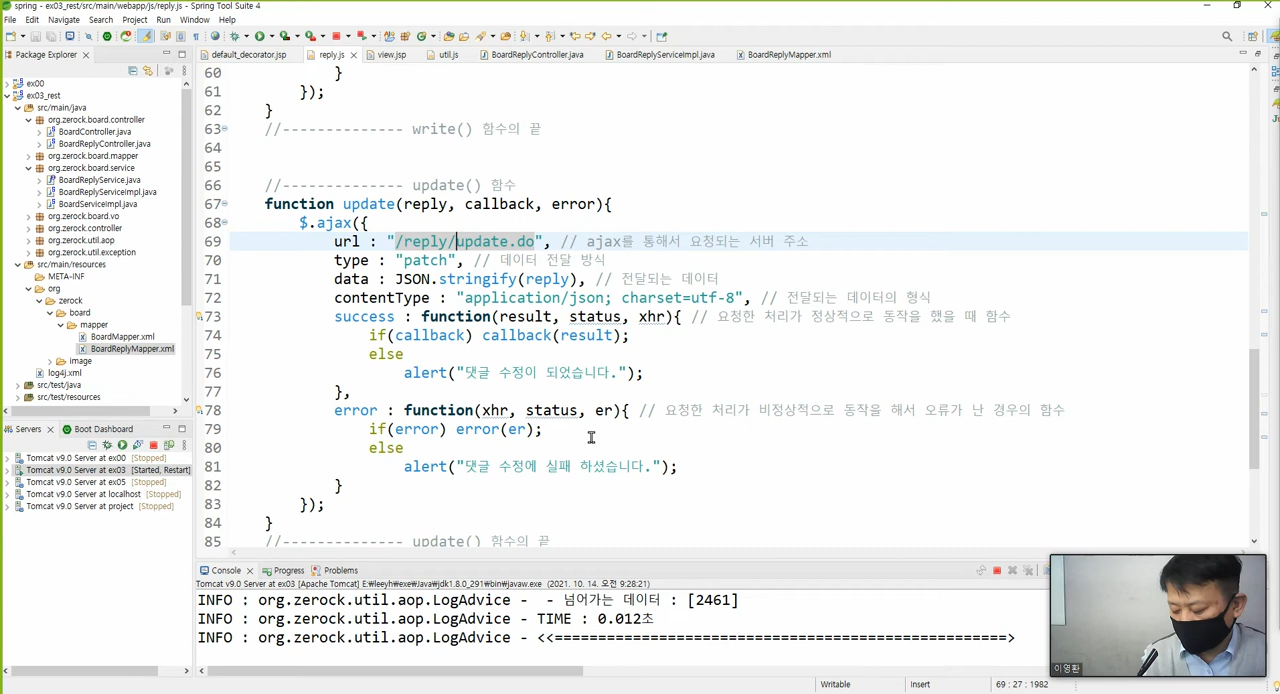 spring - ex03_rest/src/main/webapp/js/reply.js - Spring Tool Suite 4
File Edit Navigate Search Project Run Window Help
Package Explorer
default_decorator.jsp reply.js view.jsp util.js BoardReplyController.java BoardReplyServiceImpl.java BoardReplyMapper.xml
ex00
ex03_rest
src/main/java
org.zerock.board.controller
BoardController.java
BoardReplyController.java
org.zerock.board.mapper
org.zerock.board.service
BoardReplyService.java
BoardReplyServiceImpl.java
BoardServiceImpl.java
org.zerock.board.vo
org.zerock.controller
org.zerock.util.aop
org.zerock.util.exception
src/main/resources
META-INF
org
zerock
board
mapper
BoardMapper.xml
BoardReplyMapper.xml
image
log4j.xml
src/test/java
src/test/resources
60 }
61 });
62 }
63 //-------------- write() 함수의 끝
64
65
66 //-------------- update() 함수
67 function update(reply, callback, error){
68 $.ajax({
69 url : "/reply/update.do", // ajax를 통해서 요청되는 서버 주소
70 type : "patch", // 데이터 전달 방식
71 data : JSON.stringify(reply), // 전달되는 데이터
72 contentType : "application/json; charset=utf-8", // 전달되는 데이터의 형식
73 success : function(result, status, xhr){ // 요청한 처리가 정상적으로 동작을 했을 때 함수
74 if(callback) callback(result);
75 else
76 alert("댓글 수정이 되었습니다.");
77 },
78 error : function(xhr, status, er){ // 요청한 처리가 비정상적으로 동작을 해서 오류가 난 경우의 함수
79 if(error) error(er);
80 else
81 alert("댓글 수정에 실패 하셨습니다.");
82 }
83 });
84 }
85 //-------------- update() 함수의 끝
Servers Boot Dashboard
Tomcat v9.0 Server at ex00 [Stopped]
Tomcat v9.0 Server at ex03 [Started, Restart]
Tomcat v9.0 Server at ex05 [Stopped]
Tomcat v9.0 Server at localhost [Stopped]
Tomcat v9.0 Server at project [Stopped]
Console Progress Problems
Tomcat v9.0 Server at ex03 [Apache Tomcat] E:\leeyh\exe\Java\jdk1.8.0_291\bin\javaw.exe (2021. 10. 14. 오전 9:28:21)
INFO : org.zerock.util.aop.LogAdvice - - 넘어가는 데이터 : [2461]
INFO : org.zerock.util.aop.LogAdvice - TIME : 0.012초
INFO : org.zerock.util.aop.LogAdvice - <<====================================================>
이영환
Writable Insert 69 : 27 : 1982